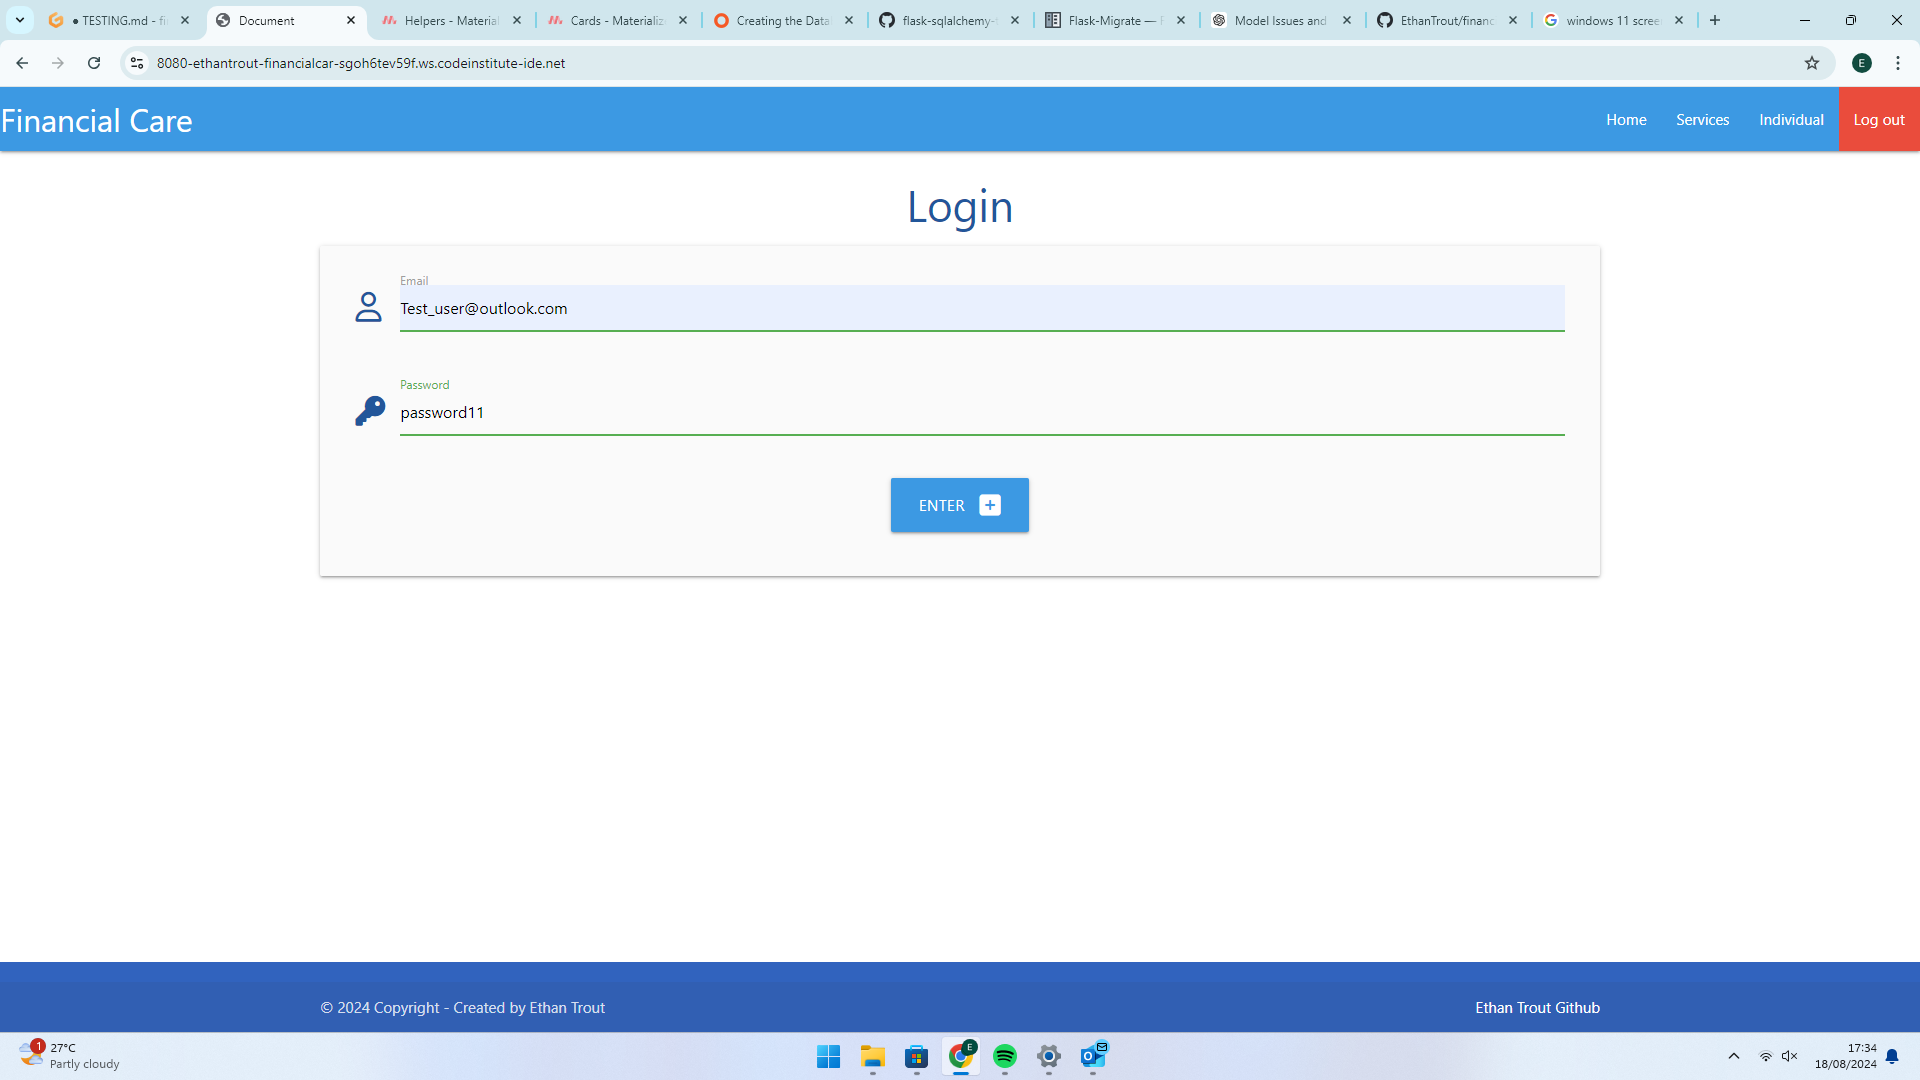 ● TESTING.md - fi
Document
Helpers - Material
Cards - Materializ
Creating the Data
flask-sqlalchemy-
Flask-Migrate —
Model Issues and
EthanTrout/financ
windows 11 scree
8080-ethantrout-financialcar-sgoh6tev59f.ws.codeinstitute-ide.net
E
Financial Care
Home
Services
Individual
Log out
Login
Email
Test_user@outlook.com
Password
password11
ENTER
© 2024 Copyright - Created by Ethan Trout
Ethan Trout Github
1
27°C
Partly cloudy
E
17:34
18/08/2024